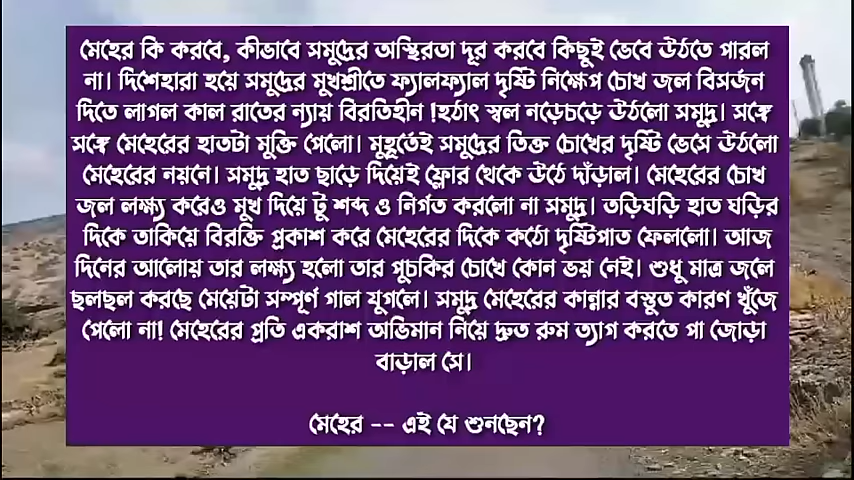 মেহের কি করবে, কীভাবে সমুদ্রের অস্থিরতা দূর করবে কিছুই ভেবে উঠতে পারল
না। দিশেহারা হয়ে সমুদ্রের মুখশ্রীতে ফ্যালফ্যাল দৃষ্টি নিক্ষেপ চোখ জল বিসর্জন
দিতে লাগল কাল রাতের ন্যায় বিরতিহীন !হঠাৎ স্বল নড়েচড়ে উঠলো সমুদ্র। সঙ্গে
সঙ্গে মেহেরের হাতটা মুক্তি পেলো। মুহূর্তেই সমুদ্রের তিক্ত চোখের দৃষ্টি ভেসে উঠলো
মেহেরের নয়নে। সমুদ্র হাত ছাড়ে দিয়েই ফ্লোর থেকে উঠে দাঁড়াল। মেহেরের চোখ
জল লক্ষ্য করেও মুখ দিয়ে টু শব্দ ও নির্গত করলো না সমুদ্র। তড়িঘড়ি হাত ঘড়ির
দিকে তাকিয়ে বিরক্তি প্রকাশ করে মেহেরের দিকে কঠো দৃষ্টিপাত ফেললো। আজ
দিনের আলোয় তার লক্ষ্য হলো তার পুচকির চোখে কোন ভয় নেই। শুধু মাত্র জলে
ছলছল করছে মেয়েটা সম্পূর্ণ গাল যুগলে। সমুদ্র মেহেরের কান্নার বস্তুত কারণ খুঁজে
পেলো না! মেহেরের প্রতি একরাশ অভিমান নিয়ে দ্রুত রুম ত্যাগ করতে পা জোড়া
বাড়াল সে।
মেহের -- এই যে শুনছেন?